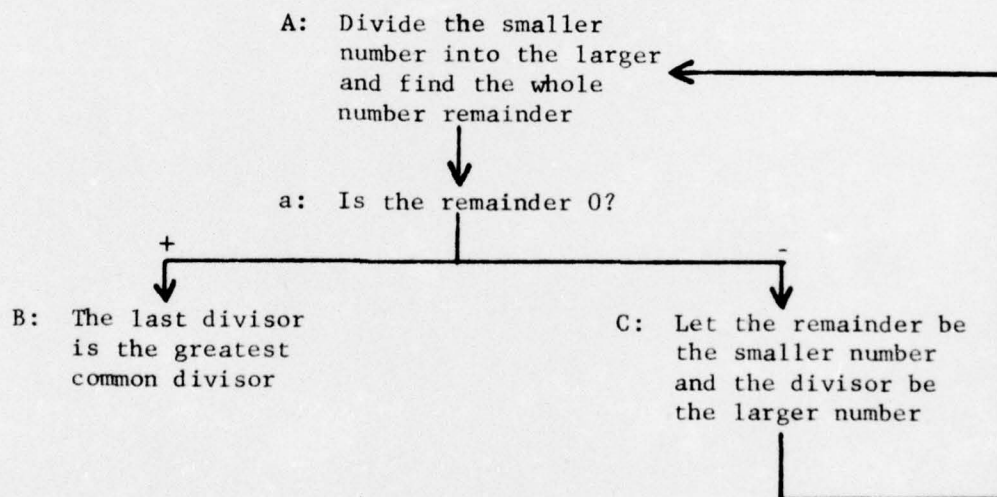 A: Divide the smaller
number into the larger
and find the whole
number remainder
a: Is the remainder 0?
+
-
B: The last divisor
is the greatest
common divisor
C: Let the remainder be
the smaller number
and the divisor be
the larger number